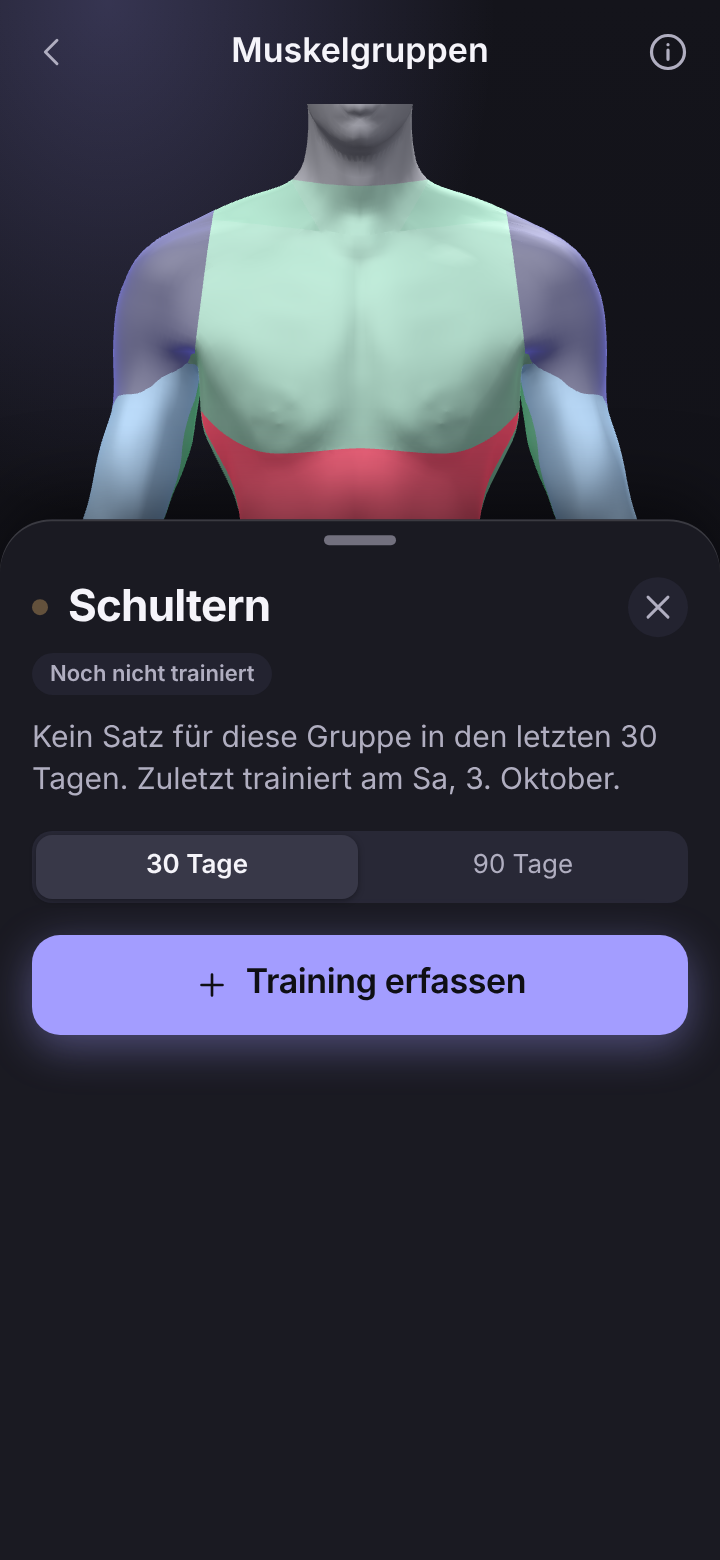 Muskelgruppen
Schultern
Noch nicht trainiert
Kein Satz für diese Gruppe in den letzten 30
Tagen. Zuletzt trainiert am Sa, 3. Oktober.
30 Tage
90 Tage
Training erfassen